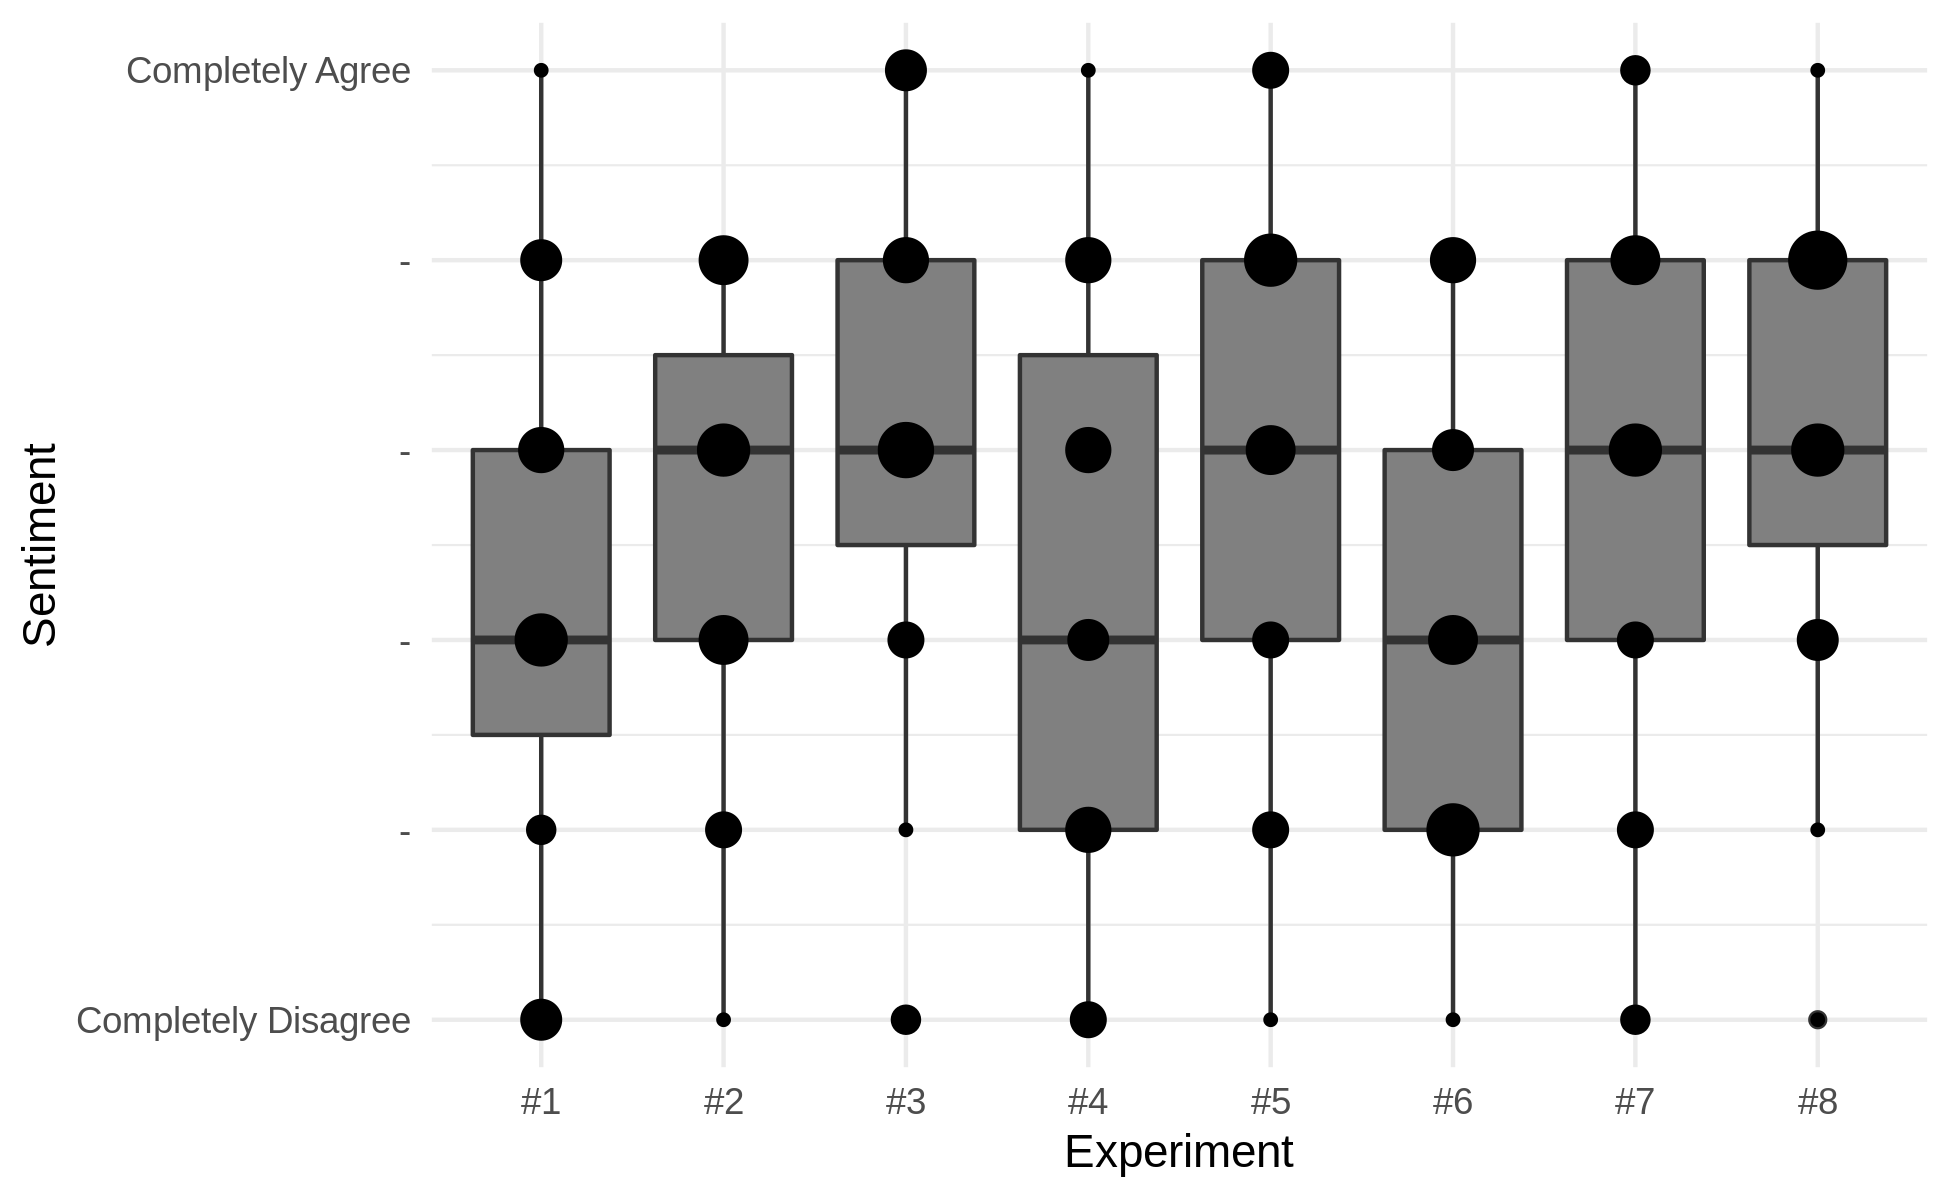 Completely Agree
-
-
-
-
Completely Disagree
Sentiment
#1 #2 #3 #4 #5 #6 #7 #8
Experiment